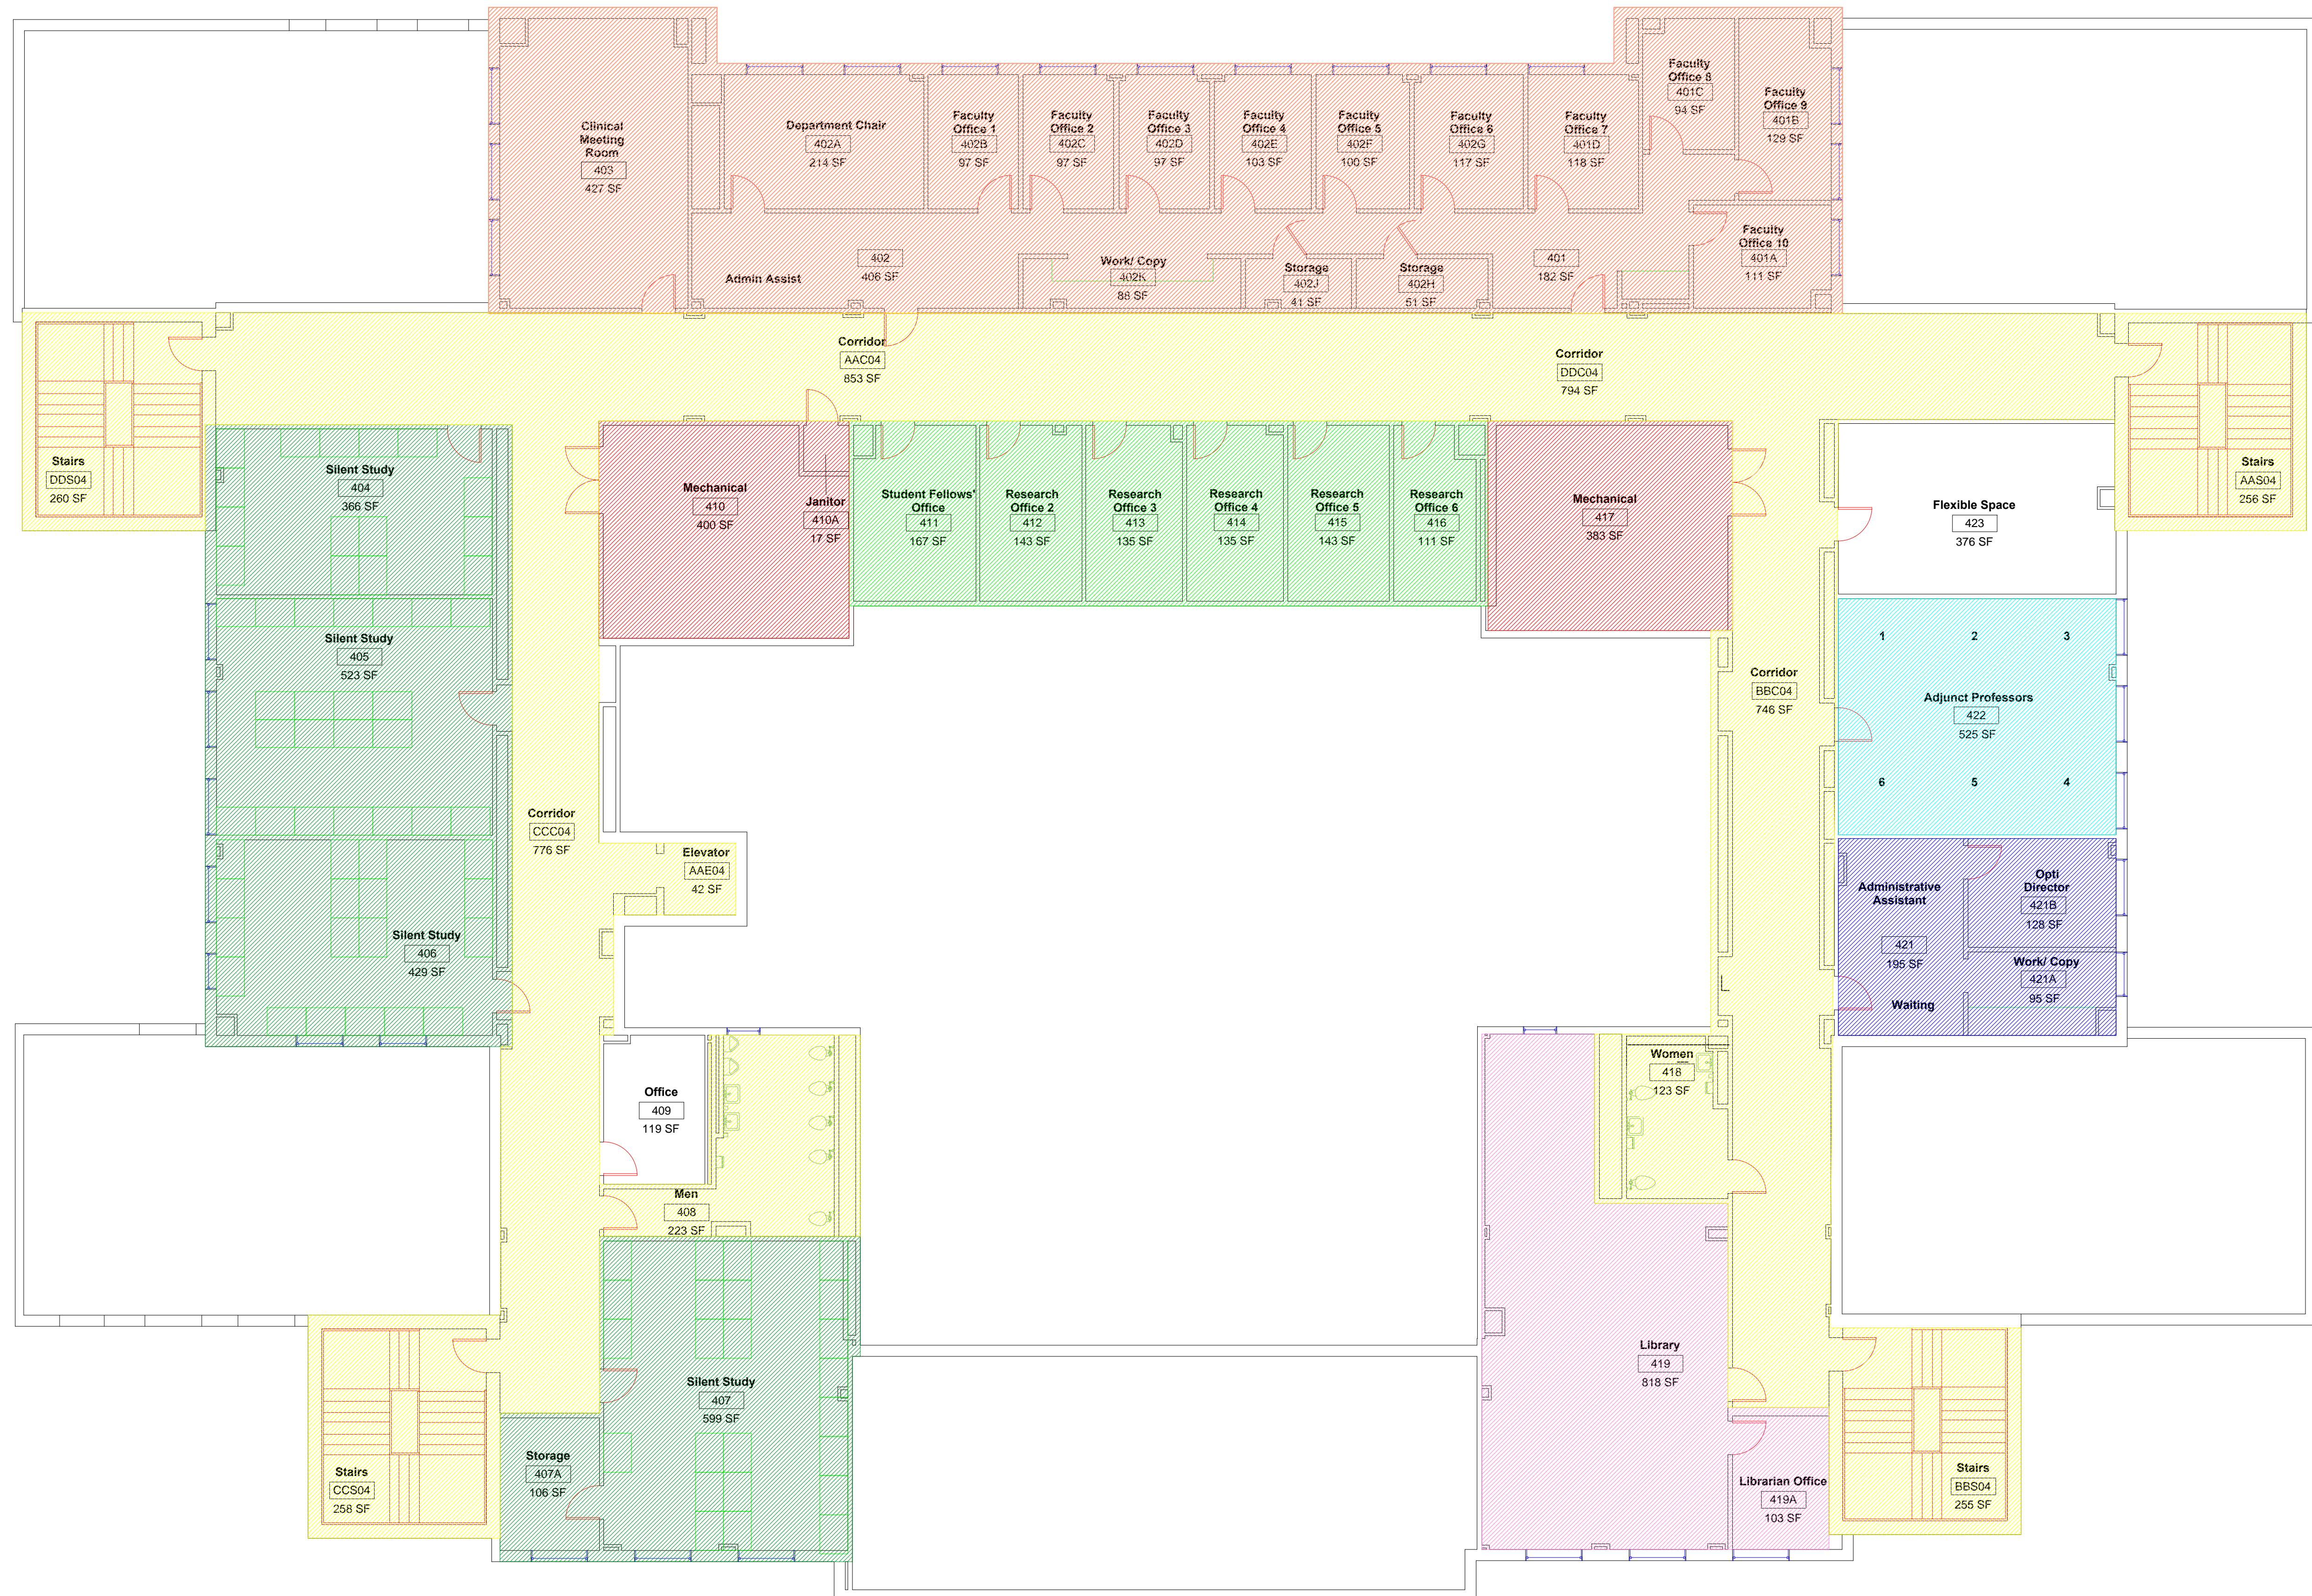 Clinical
Meeting
Room
403
427 SF
Department Chair
402A
214 SF
Faculty
Office 1
402B
97 SF
Faculty
Office 2
402C
97 SF
Faculty
Office 3
402D
97 SF
Faculty
Office 4
402E
103 SF
Faculty
Office 5
402F
100 SF
Faculty
Office 6
402G
117 SF
Faculty
Office 7
401D
118 SF
Faculty
Office 8
401C
94 SF
Faculty
Office 9
401B
129 SF
Admin Assist
402
406 SF
Work/ Copy
402K
88 SF
Storage
402J
41 SF
Storage
402H
51 SF
401
182 SF
Faculty
Office 10
401A
111 SF
Corridor
AAC04
853 SF
Corridor
DDC04
794 SF
Stairs
DDS04
260 SF
Silent Study
404
366 SF
Mechanical
410
400 SF
Janitor
410A
17 SF
Student Fellows'
Office
411
167 SF
Research
Office 2
412
143 SF
Research
Office 3
413
135 SF
Research
Office 4
414
135 SF
Research
Office 5
415
143 SF
Research
Office 6
416
111 SF
Mechanical
417
383 SF
Flexible Space
423
376 SF
Stairs
AAS04
256 SF
Silent Study
405
523 SF
Corridor
BBC04
746 SF
1
2
3
Adjunct Professors
422
525 SF
6
5
4
Corridor
CCC04
776 SF
Elevator
AAE04
42 SF
Silent Study
406
429 SF
Administrative
Assistant
421
195 SF
Waiting
Opti
Director
421B
128 SF
Work/ Copy
421A
95 SF
Office
409
119 SF
Men
408
223 SF
Women
418
123 SF
Silent Study
407
599 SF
Storage
407A
106 SF
Stairs
CCS04
258 SF
Library
419
818 SF
Librarian Office
419A
103 SF
Stairs
BBS04
255 SF